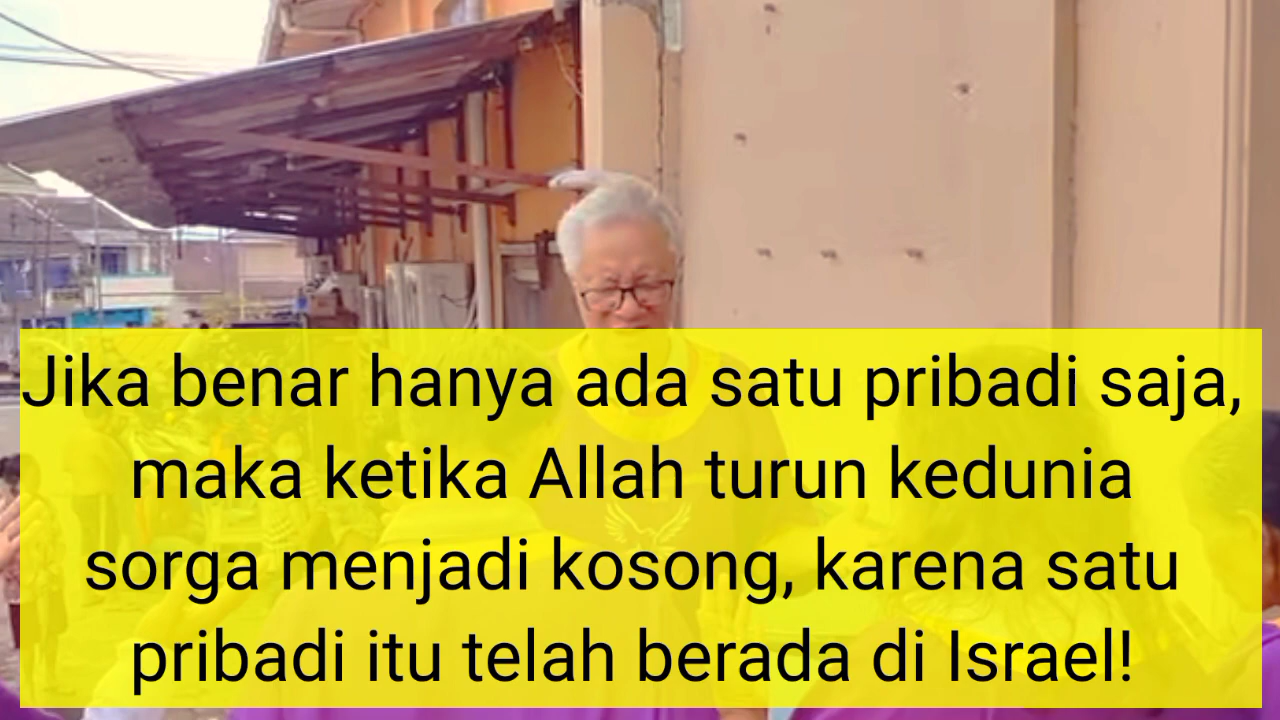 Jika benar hanya ada satu pribadi saja,
maka ketika Allah turun kedunia
sorga menjadi kosong, karena satu
pribadi itu telah berada di Israel!